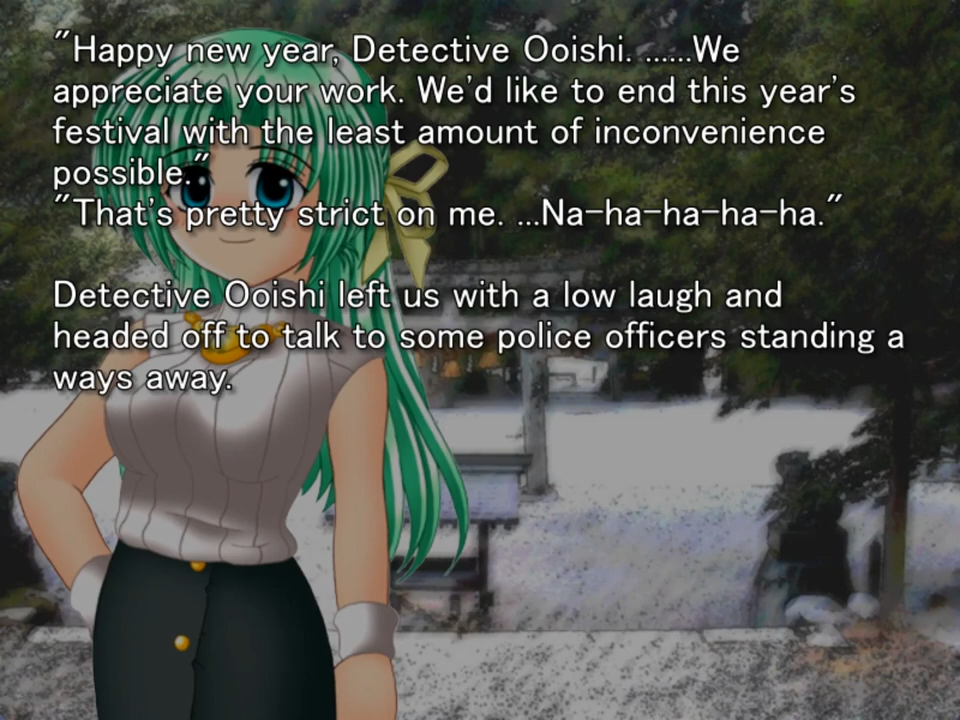 "Happy new year, Detective Ooishi. ......We
appreciate your work. We'd like to end this year's
festival with the least amount of inconvenience
possible."
"That's pretty strict on me. ...Na-ha-ha-ha-ha."
Detective Ooishi left us with a low laugh and
headed off to talk to some police officers standing a
ways away.